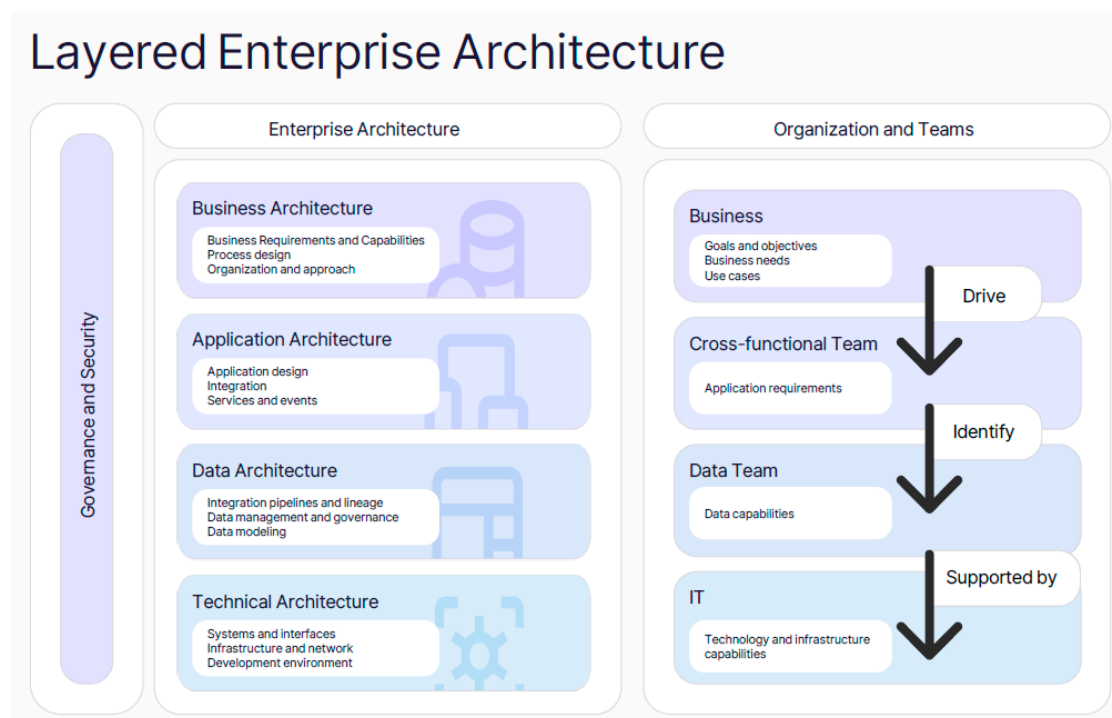 Layered Enterprise Architecture
Governance and Security
Enterprise Architecture
Business Architecture
Business Requirements and Capabilities
Process design
Organization and approach
Application Architecture
Application design
Integration
Services and events
Data Architecture
Integration pipelines and lineage
Data management and governance
Data modeling
Technical Architecture
Systems and interfaces
Infrastructure and network
Development environment
Organization and Teams
Business
Goals and objectives
Business needs
Use cases
Drive
Cross-functional Team
Application requirements
Identify
Data Team
Data capabilities
Supported by
IT
Technology and infrastructure
capabilities